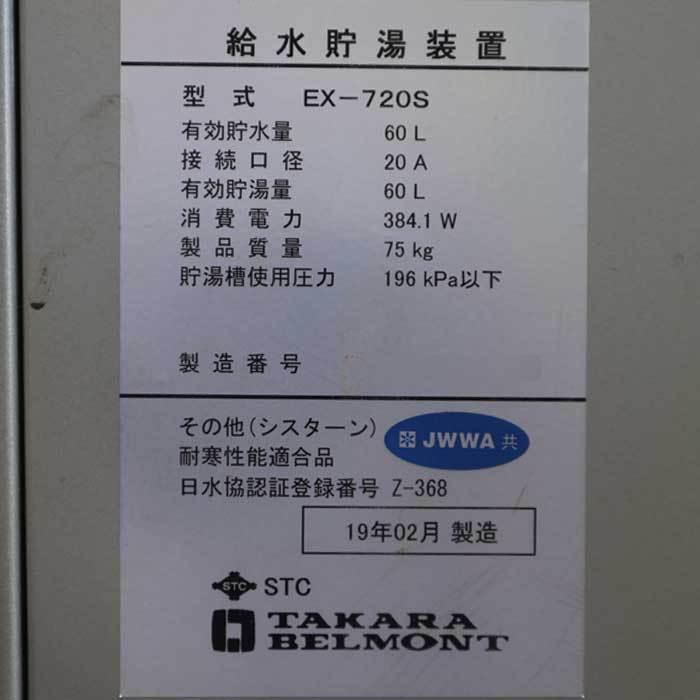 給水貯湯装置
型式 EX-720S
有効貯水量 60 L
接続口径 20 A
有効貯湯量 60 L
消費電力 384.1 W
製品質量 75 kg
貯湯槽使用圧力 196 kPa以下
製造番号
その他(シスターン)
JWWA 共
耐寒性能適合品
日水協認証登録番号 Z-368
19年02月 製造
STC STC
TAKARA
BELMONT